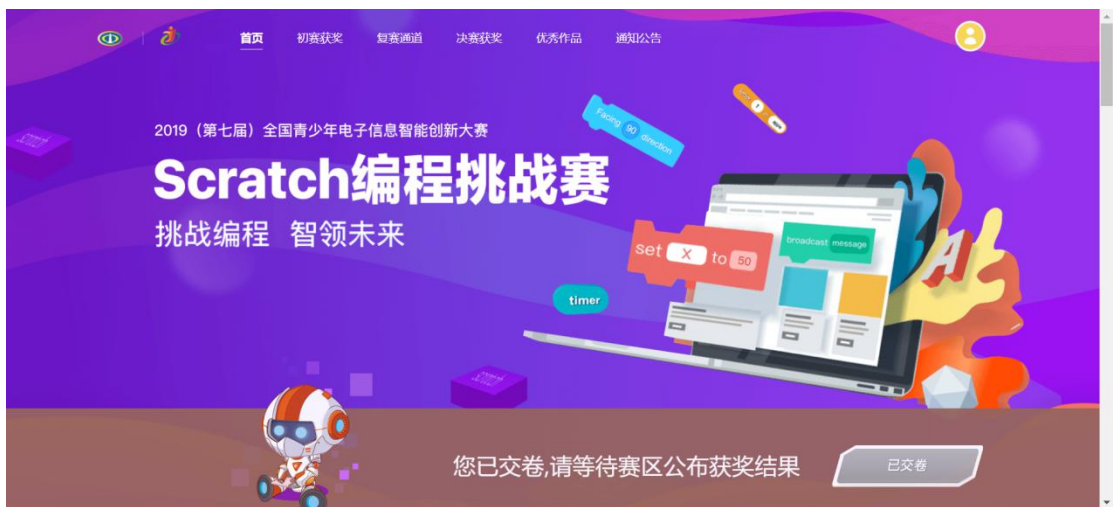 首页 初赛获奖 复赛通道 决赛获奖 优秀作品 通知公告
2019（第七届）全国青少年电子信息智能创新大赛
Scratch编程挑战赛
挑战编程 智领未来
Facing 90 direction
set X to 50
broadcast message
timer
A
您已交卷,请等待赛区公布获奖结果
已交卷